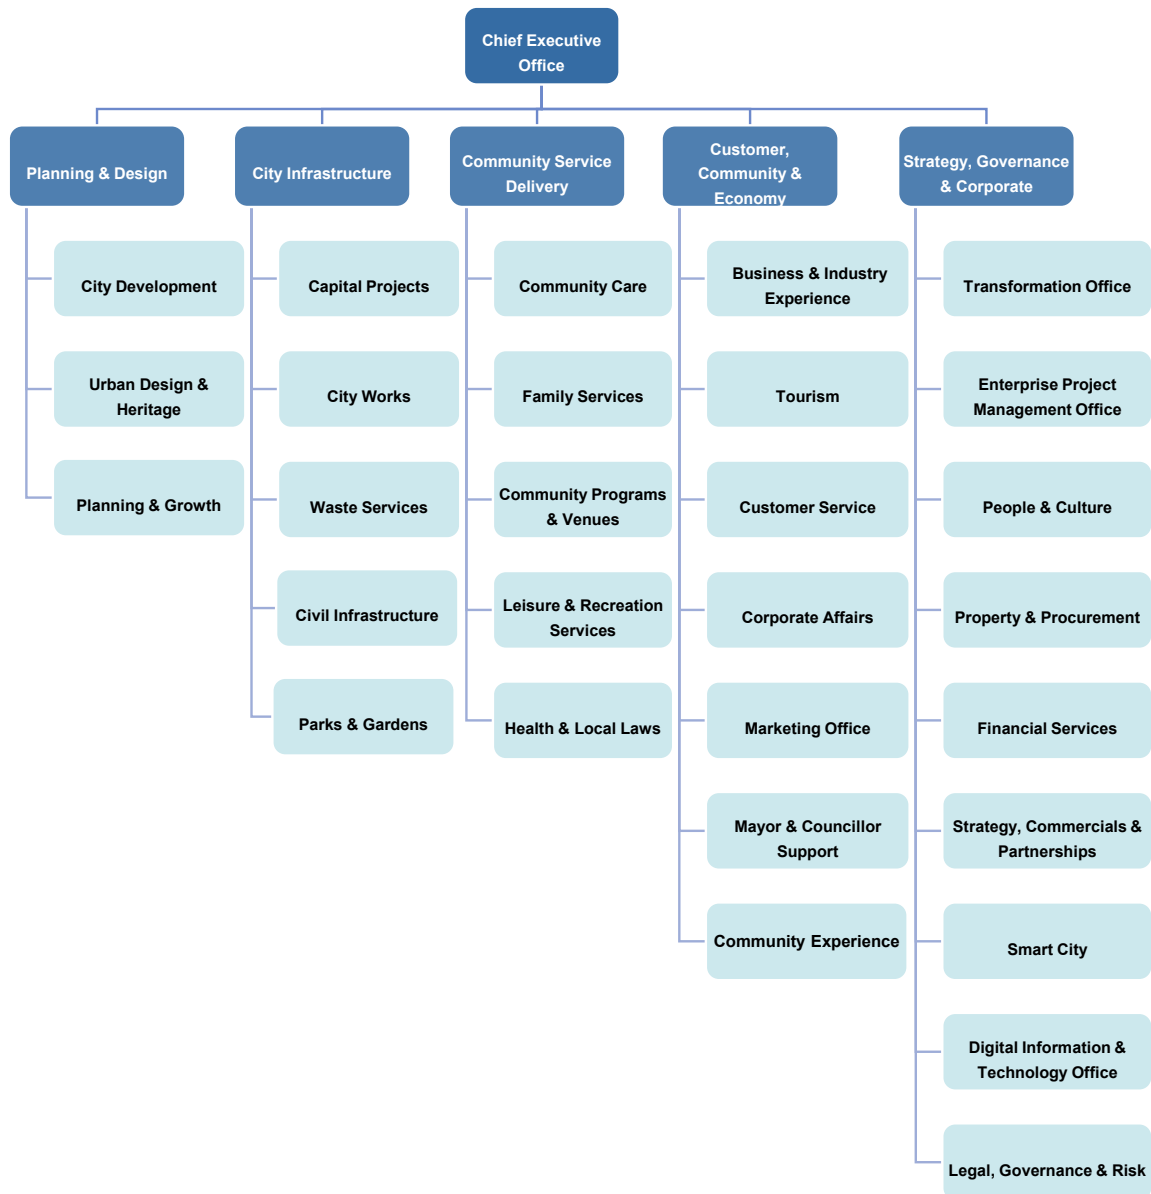 Chief Executive
Office
Planning & Design
City Infrastructure
Community Service
Delivery
Customer,
Community &
Economy
Strategy, Governance
& Corporate
City Development
Urban Design &
Heritage
Planning & Growth
Capital Projects
City Works
Waste Services
Civil Infrastructure
Parks & Gardens
Community Care
Family Services
Community Programs
& Venues
Leisure & Recreation
Services
Health & Local Laws
Business & Industry
Experience
Tourism
Customer Service
Corporate Affairs
Marketing Office
Mayor & Councillor
Support
Community Experience
Transformation Office
Enterprise Project
Management Office
People & Culture
Property & Procurement
Financial Services
Strategy, Commercials &
Partnerships
Smart City
Digital Information &
Technology Office
Legal, Governance & Risk